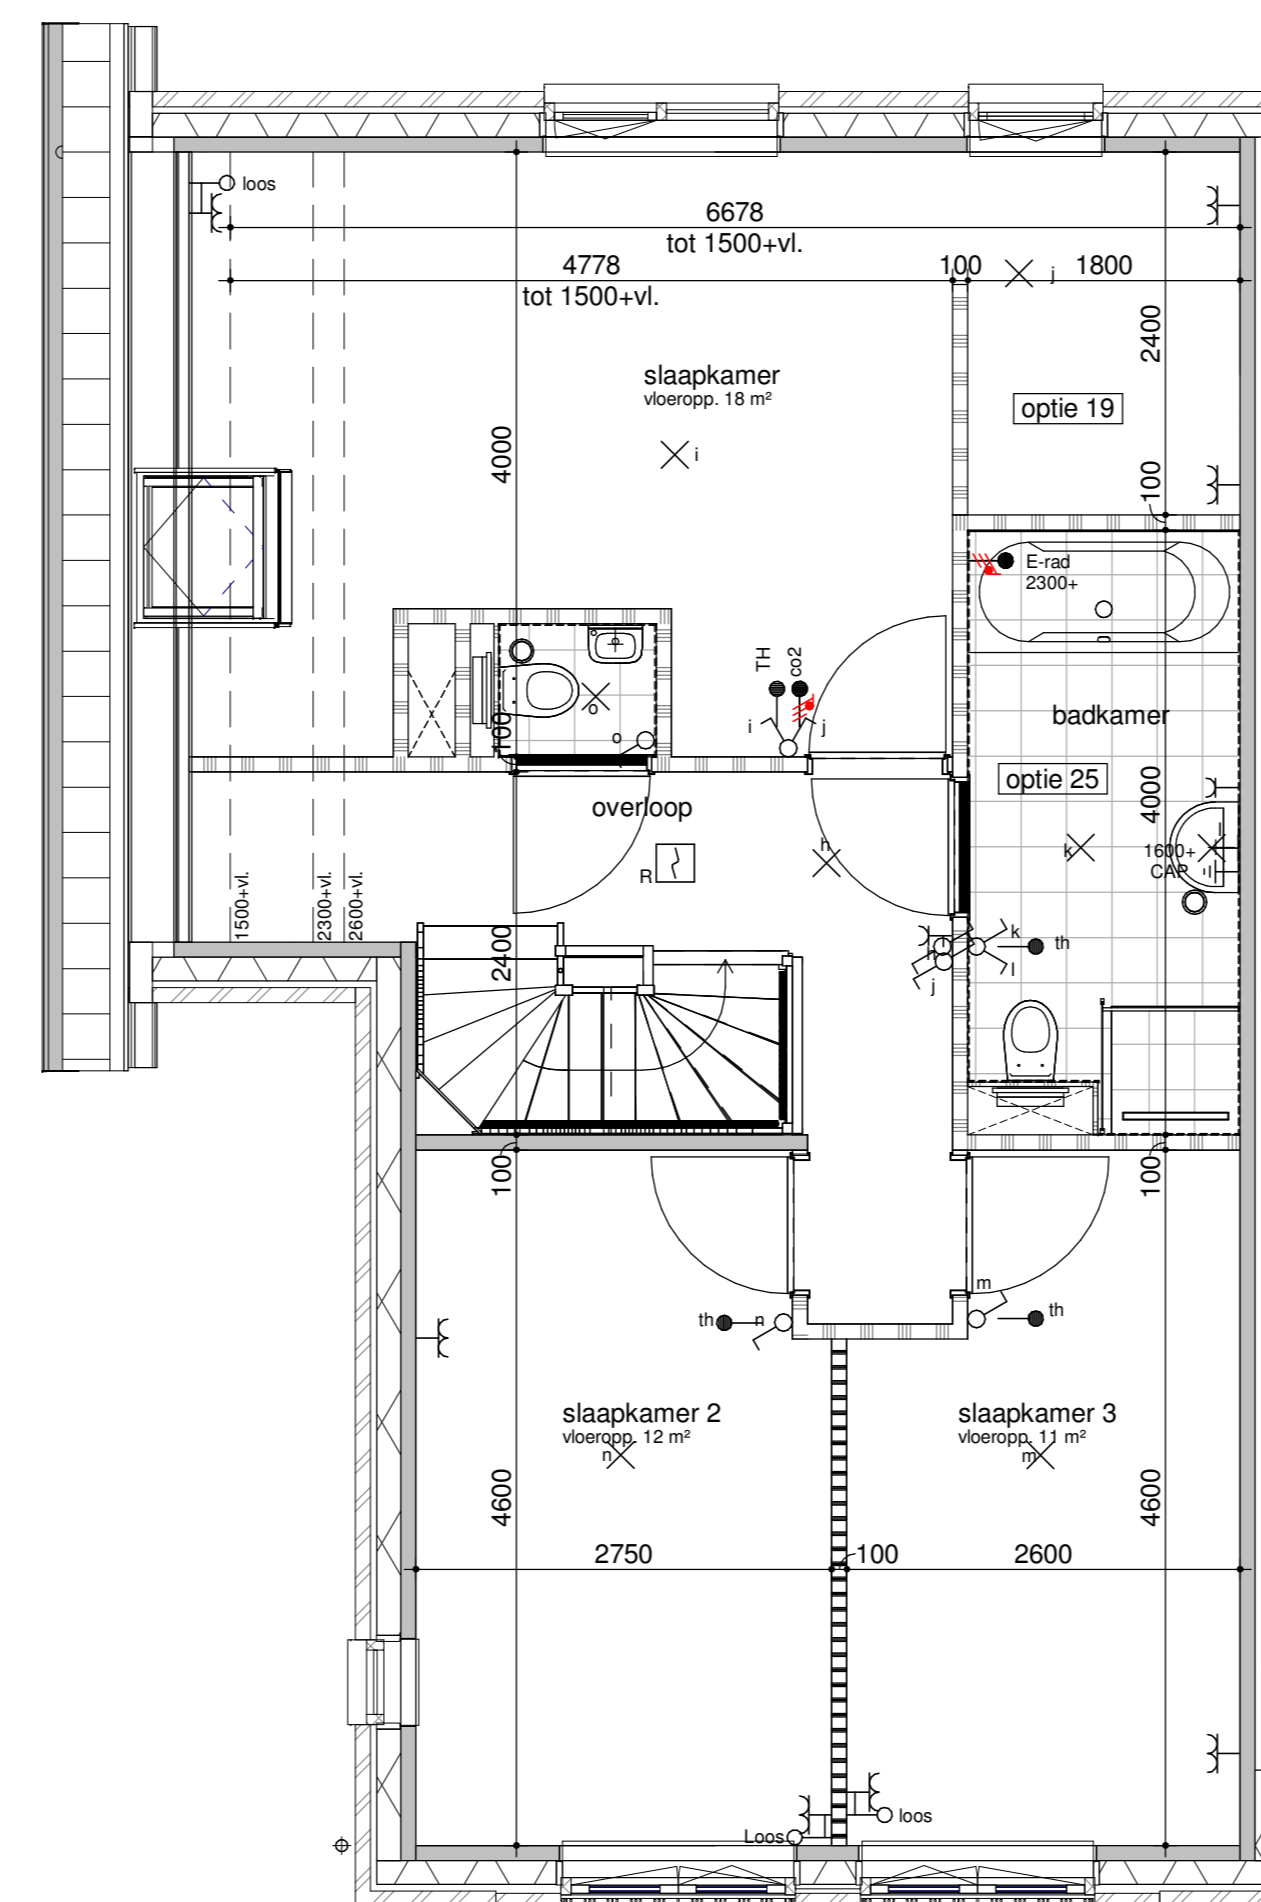 loos
6678
tot 1500+vl.
4778
100
j
1800
tot 1500+vl.
2400
slaapkamer
vloeropp. 18 m²
optie 19
4000
i
100
E-rad
2300+
TH
co2
badkamer
o
100
o
i
j
optie 25
4000
overloop
h
k
1600+
CAP
R
1500+vl.
2300+vl.
2600+vl.
2400
k
th
h
l
j
100
100
m
th
n
th
slaapkamer 2
vloeropp. 12 m²
n
slaapkamer 3
vloeropp. 11 m²
m
4600
4600
2750
100
2600
loos
Loos